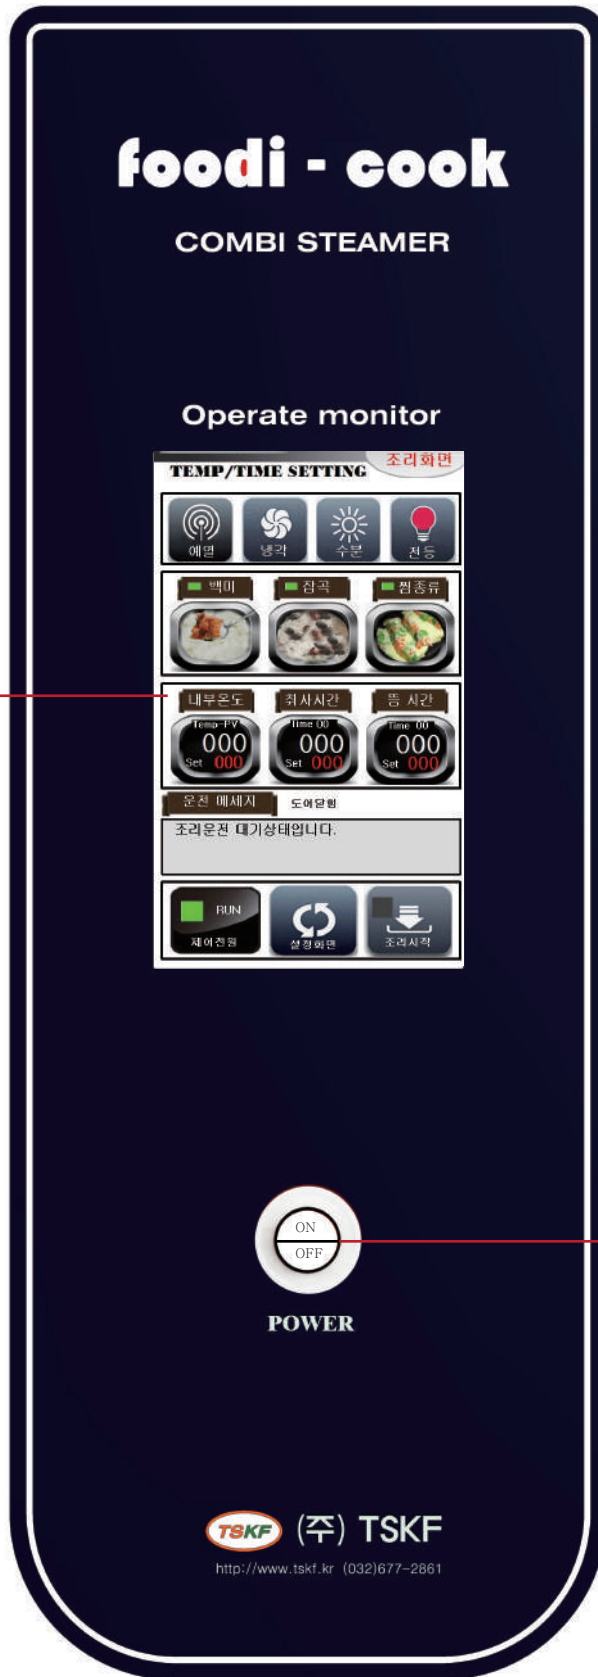 foodi - cook
COMBI STEAMER
Operate monitor
TEMP/TIME SETTING 조리화면
예열 냉각 수분 전등
백미 잡곡 찜종류
내부온도 취사시간 뜸 시간
Temp-PV Time 00 Time 00
000 000 000
Set 000 Set 000 Set 000
운전 메세지 도어닫힘
조리운전 대기상태입니다.
RUN
제어전원 설정화면 조리시작
ON
OFF
POWER
TSKF (주) TSKF
http://www.tskf.kr (032)677-2861